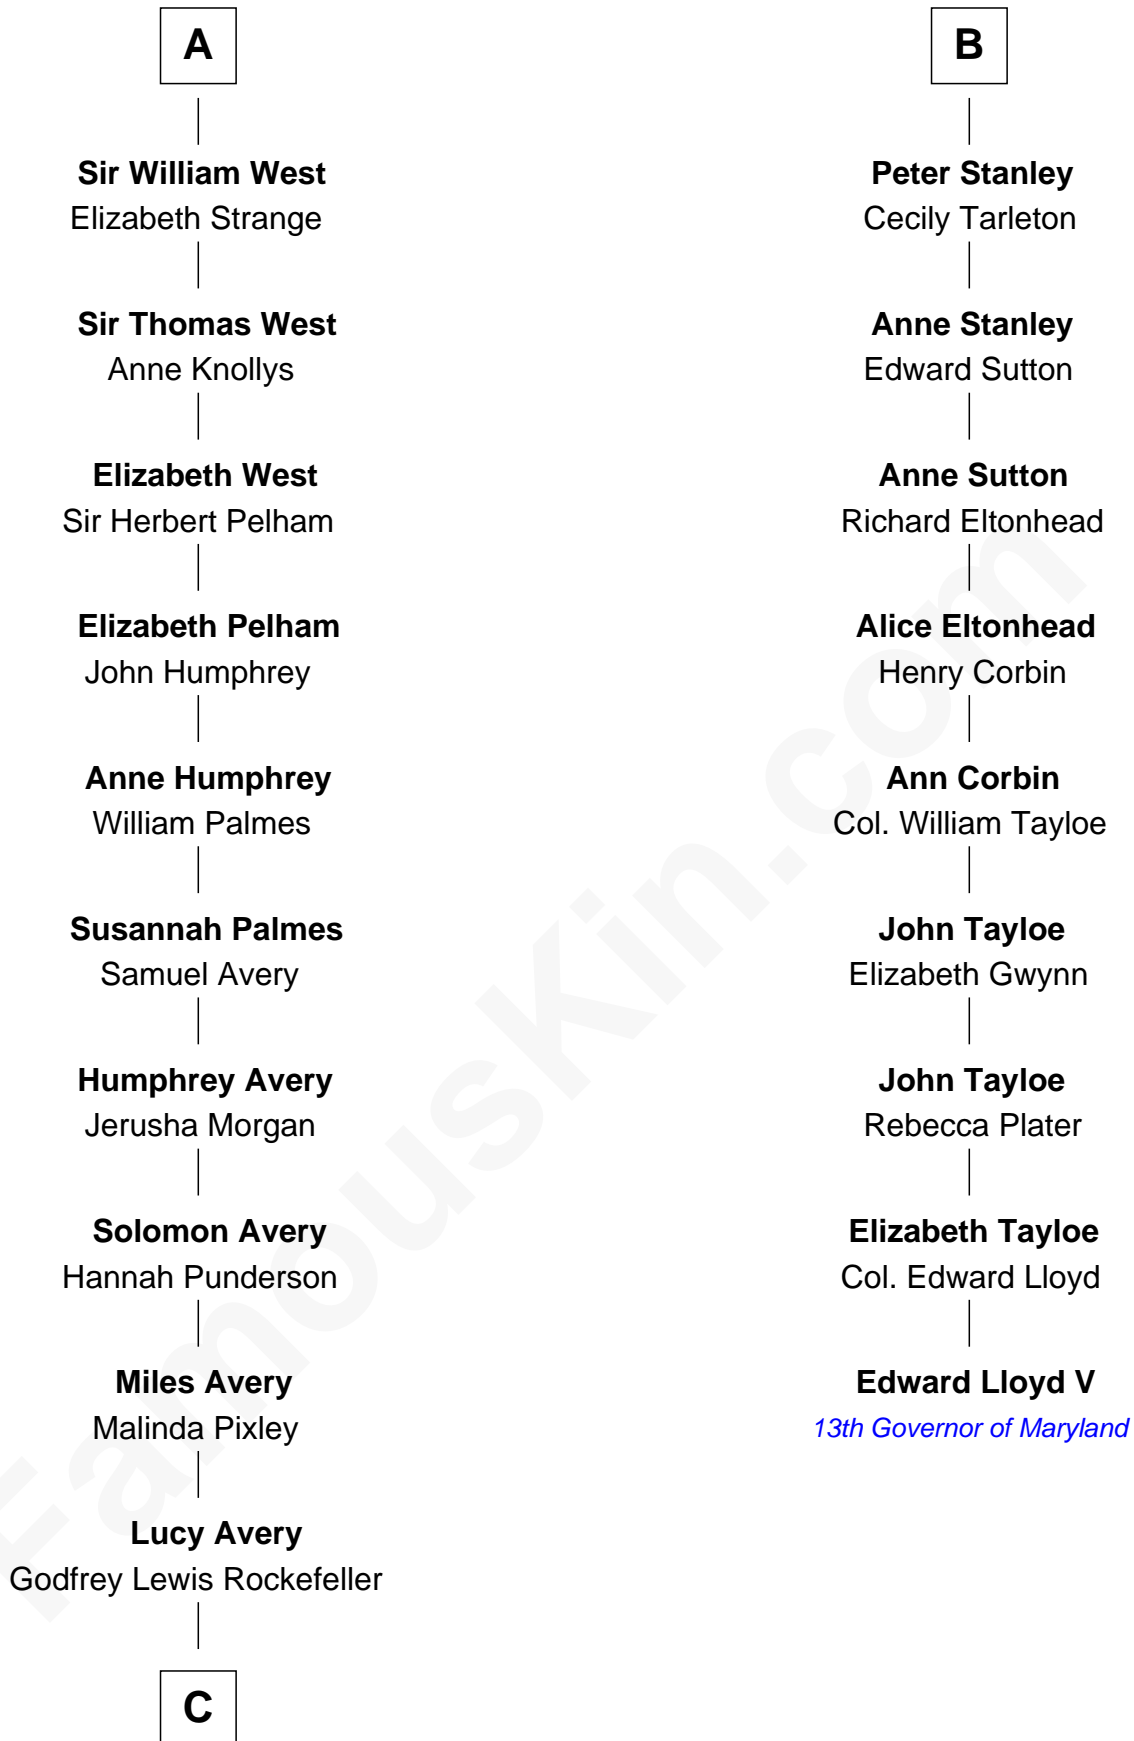 A
Sir William West
Elizabeth Strange
Sir Thomas West
Anne Knollys
Elizabeth West
Sir Herbert Pelham
Elizabeth Pelham
John Humphrey
Anne Humphrey
William Palmes
Susannah Palmes
Samuel Avery
Humphrey Avery
Jerusha Morgan
Solomon Avery
Hannah Punderson
Miles Avery
Malinda Pixley
Lucy Avery
Godfrey Lewis Rockefeller
C
B
Peter Stanley
Cecily Tarleton
Anne Stanley
Edward Sutton
Anne Sutton
Richard Eltonhead
Alice Eltonhead
Henry Corbin
Ann Corbin
Col. William Tayloe
John Tayloe
Elizabeth Gwynn
John Tayloe
Rebecca Plater
Elizabeth Tayloe
Col. Edward Lloyd
Edward Lloyd V
13th Governor of Maryland
FamousKin.com